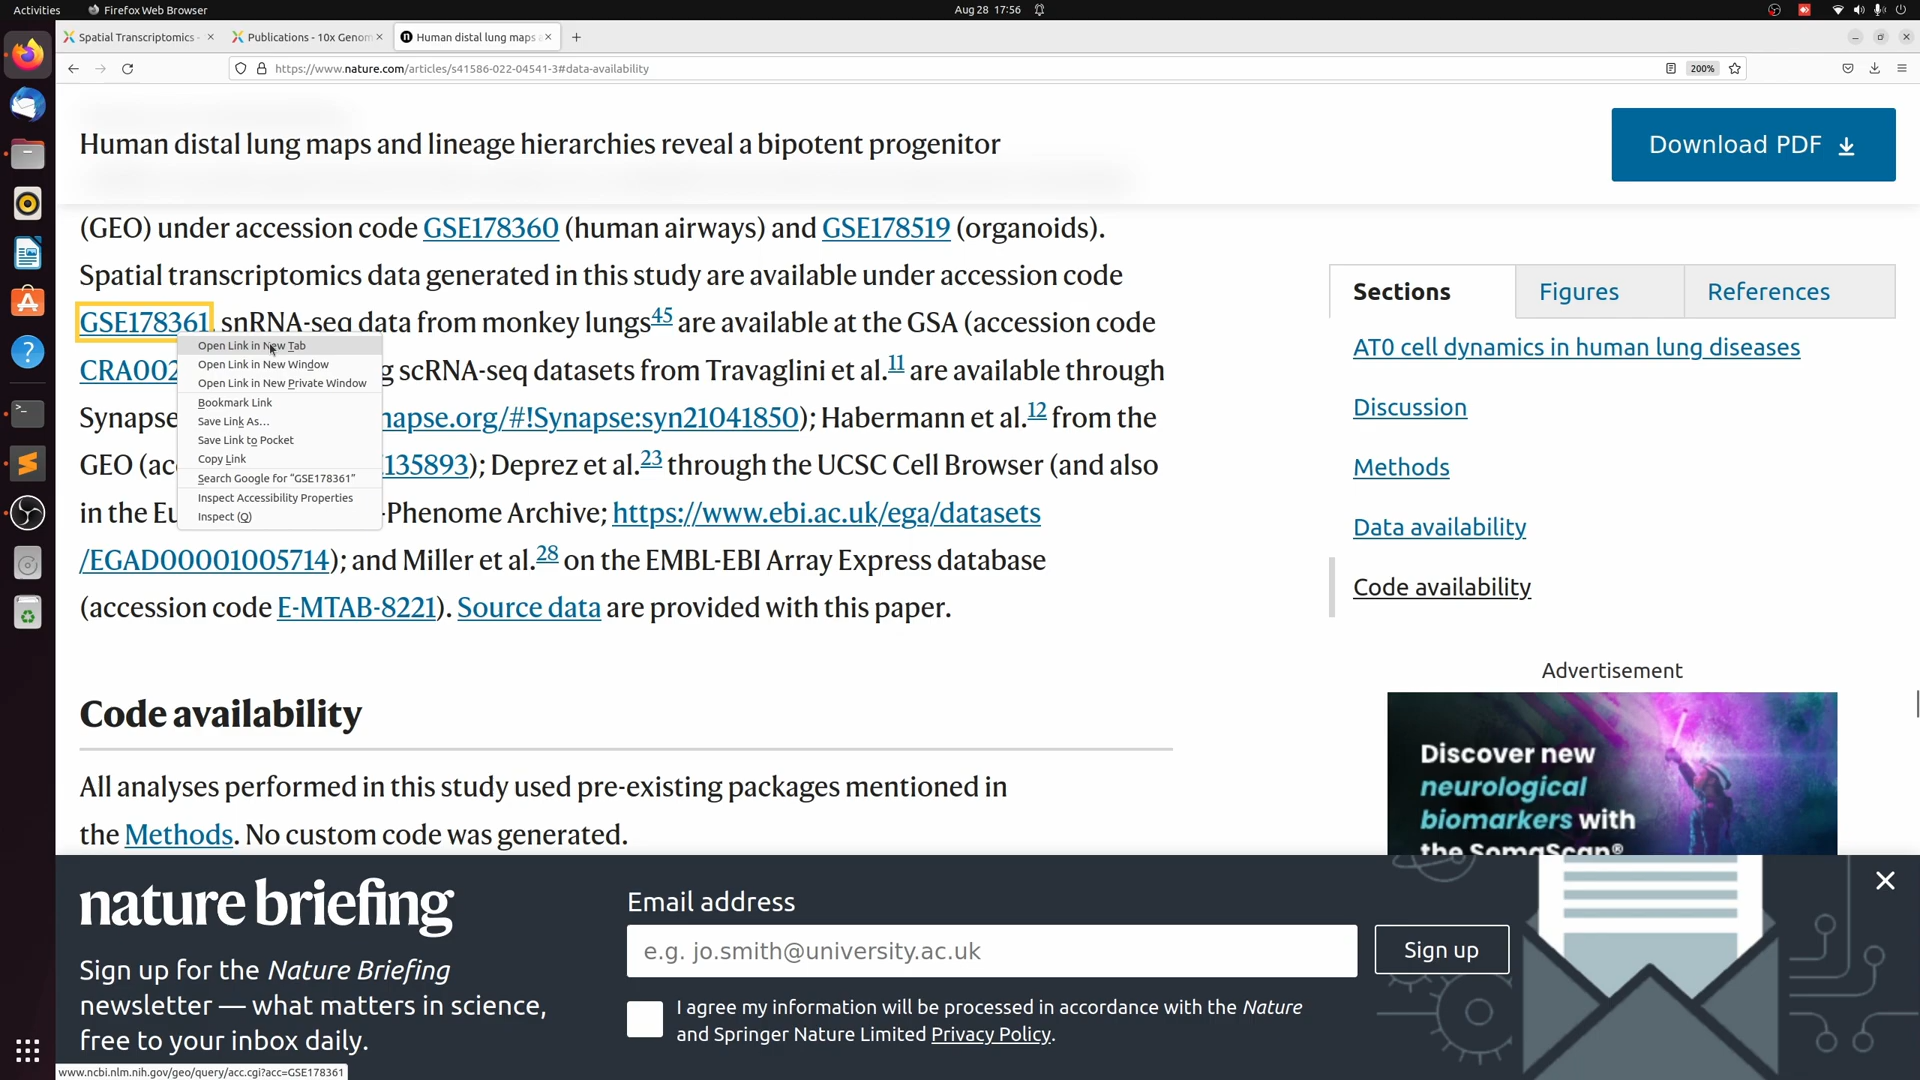 Activities
Firefox Web Browser
Aug 28 17:56
Spatial Transcriptomics -
Publications - 10x Genom
Human distal lung maps
https://www.nature.com/articles/s41586-022-04541-3#data-availability
200%
Human distal lung maps and lineage hierarchies reveal a bipotent progenitor
Download PDF
(GEO) under accession code GSE178360 (human airways) and GSE178519 (organoids).
Spatial transcriptomics data generated in this study are available under accession code
GSE178361. snRNA-seq data from monkey lungs45 are available at the GSA (accession code
CRA002
g scRNA-seq datasets from Travaglini et al.11 are available through
Synapse
napse.org/#!Synapse:syn21041850); Habermann et al.12 from the
GEO (ac
135893); Deprez et al.23 through the UCSC Cell Browser (and also
in the Eu
-Phenome Archive; https://www.ebi.ac.uk/ega/datasets
/EGAD00001005714); and Miller et al.28 on the EMBL-EBI Array Express database
(accession code E-MTAB-8221). Source data are provided with this paper.
Open Link in New Tab
Open Link in New Window
Open Link in New Private Window
Bookmark Link
Save Link As...
Save Link to Pocket
Copy Link
Search Google for "GSE178361"
Inspect Accessibility Properties
Inspect (Q)
Code availability
All analyses performed in this study used pre-existing packages mentioned in
the Methods. No custom code was generated.
Sections
Figures
References
AT0 cell dynamics in human lung diseases
Discussion
Methods
Data availability
Code availability
Advertisement
Discover new
neurological
biomarkers with
the SomaScan®
nature briefing
Sign up for the Nature Briefing
newsletter — what matters in science,
free to your inbox daily.
Email address
e.g. jo.smith@university.ac.uk
Sign up
I agree my information will be processed in accordance with the Nature
and Springer Nature Limited Privacy Policy.
www.ncbi.nlm.nih.gov/geo/query/acc.cgi?acc=GSE178361